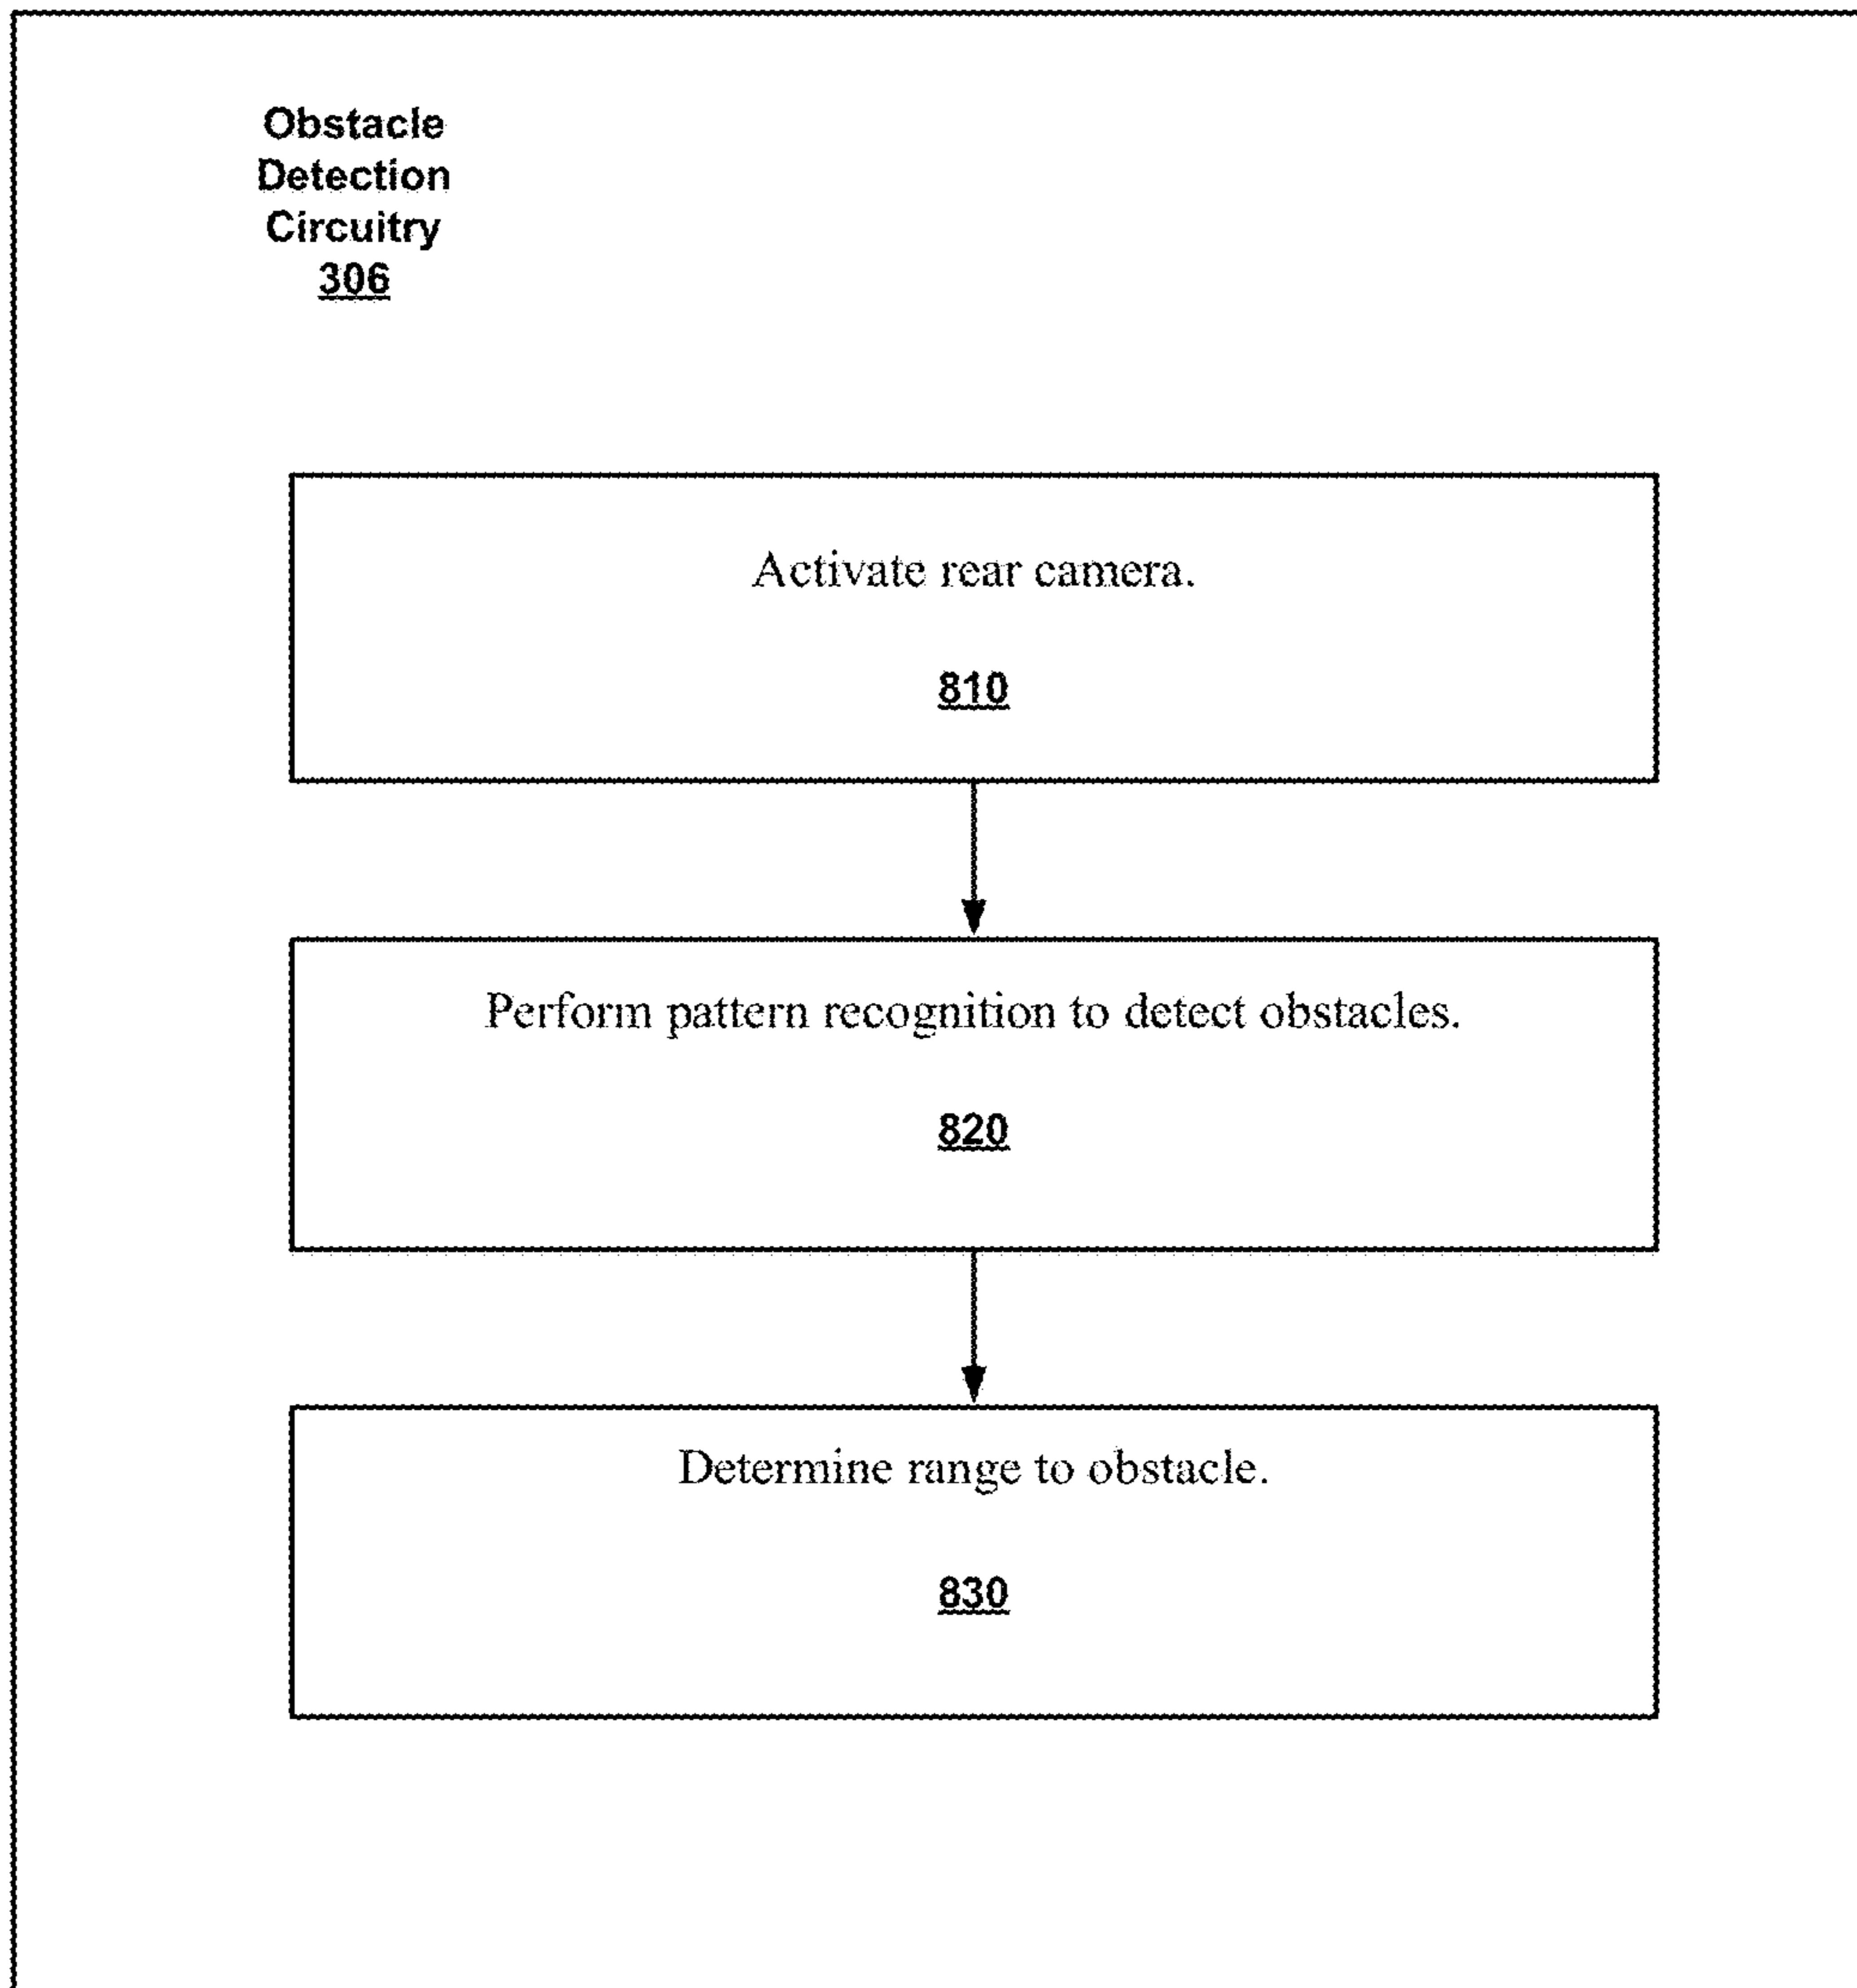 Obstacle
Detection
Circuitry
306
Activate rear camera.
810
Perform pattern recognition to detect obstacles.
820
Determine range to obstacle.
830